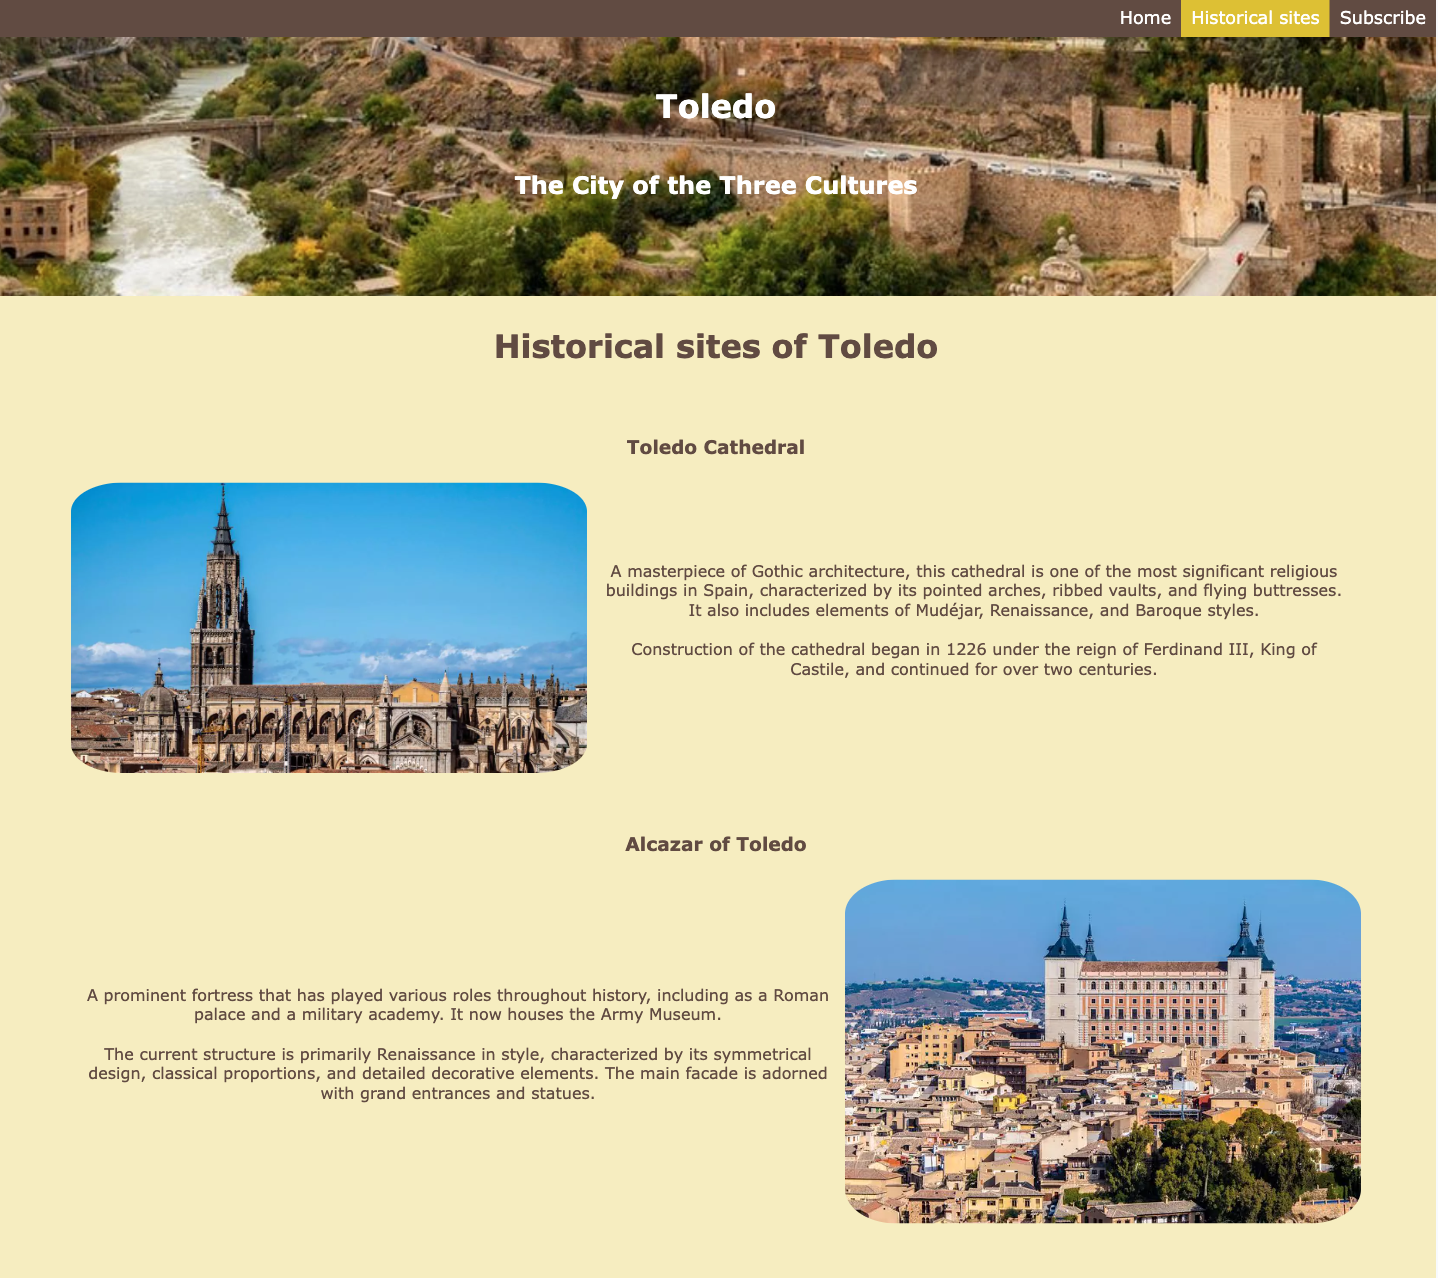 Home Historical sites Subscribe
Toledo
The City of the Three Cultures
Historical sites of Toledo
Toledo Cathedral
A masterpiece of Gothic architecture, this cathedral is one of the most significant religious
buildings in Spain, characterized by its pointed arches, ribbed vaults, and flying buttresses.
It also includes elements of Mudéjar, Renaissance, and Baroque styles.
Construction of the cathedral began in 1226 under the reign of Ferdinand III, King of
Castile, and continued for over two centuries.
Alcazar of Toledo
A prominent fortress that has played various roles throughout history, including as a Roman
palace and a military academy. It now houses the Army Museum.
The current structure is primarily Renaissance in style, characterized by its symmetrical
design, classical proportions, and detailed decorative elements. The main facade is adorned
with grand entrances and statues.